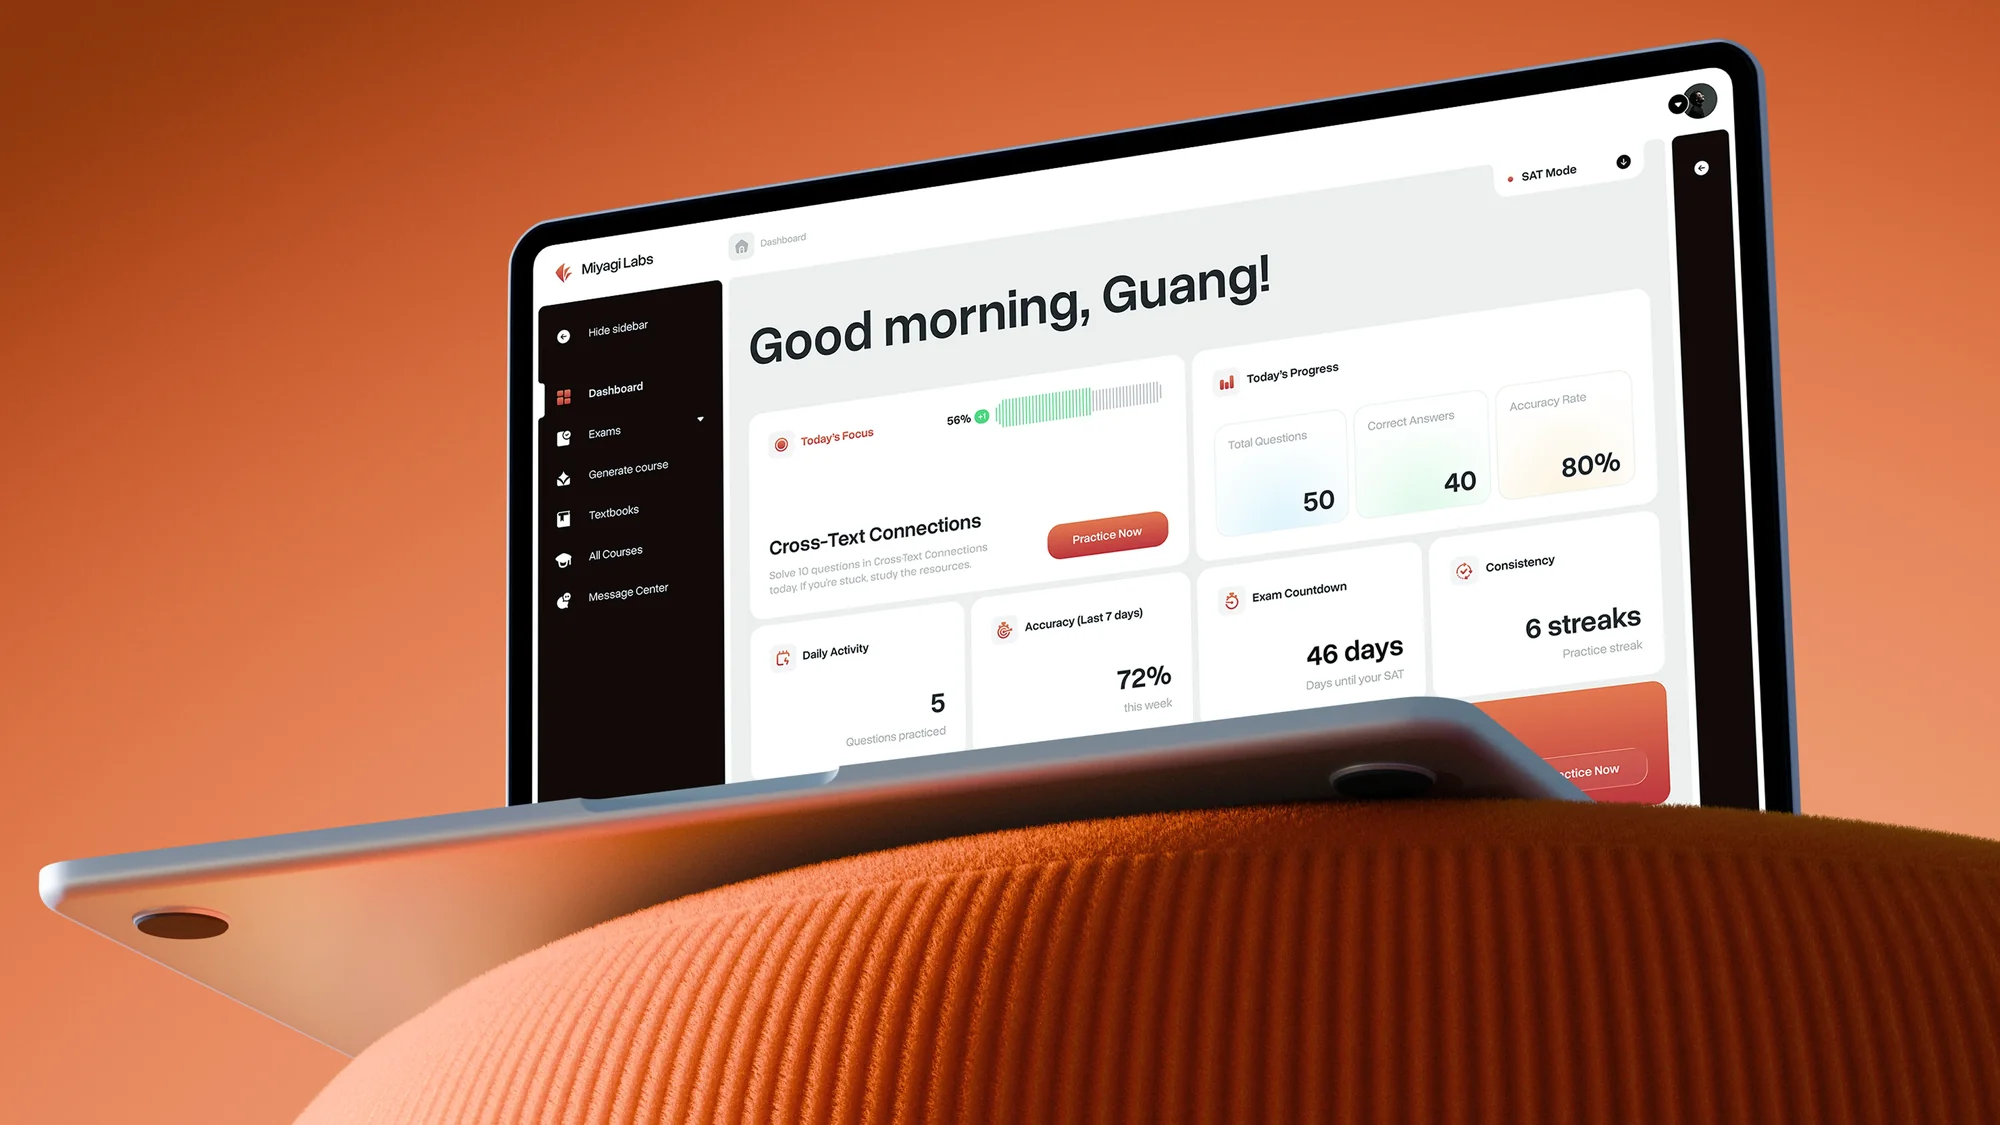 Miyagi Labs
Dashboard
SAT Mode
Hide sidebar
Dashboard
Exams
Generate course
Textbooks
All Courses
Message Center
Good morning, Guang!
Today's Focus
56% +1
Cross-Text Connections
Solve 10 questions in Cross-Text Connections
today. If you're stuck, study the resources.
Practice Now
Today's Progress
Total Questions
50
Correct Answers
40
Accuracy Rate
80%
Daily Activity
5
Questions practiced
Accuracy (Last 7 days)
72%
this week
Exam Countdown
46 days
Days until your SAT
Consistency
6 streaks
Practice streak
ctice Now